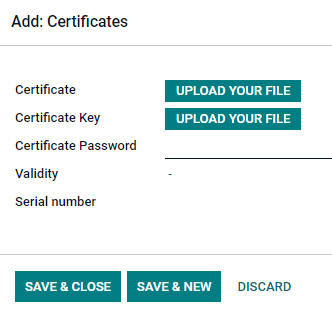 Add: Certificates
Certificate UPLOAD YOUR FILE
Certificate Key UPLOAD YOUR FILE
Certificate Password
Validity -
Serial number
SAVE & CLOSE SAVE & NEW DISCARD